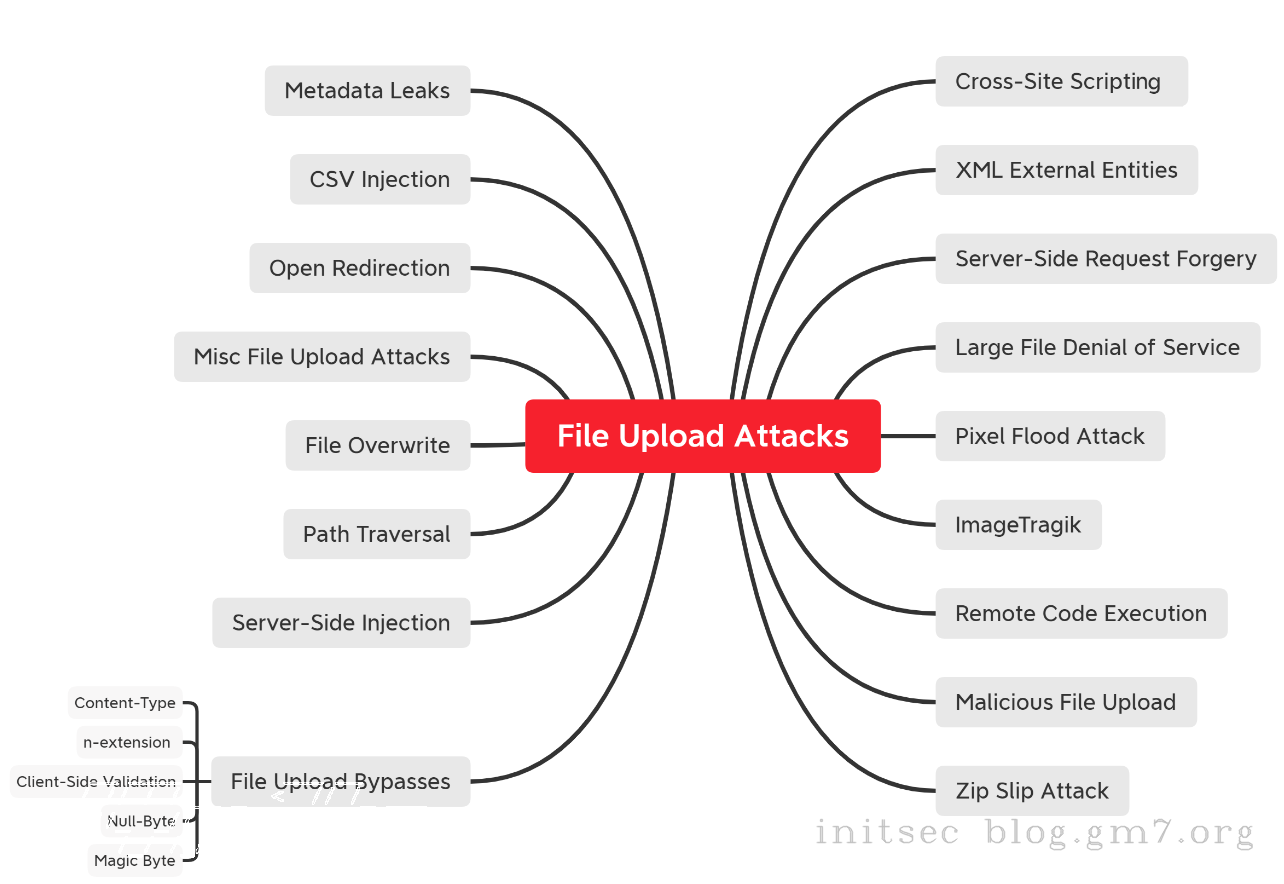 File Upload Attacks
Cross-Site Scripting
XML External Entities
Server-Side Request Forgery
Large File Denial of Service
Pixel Flood Attack
ImageTragik
Remote Code Execution
Malicious File Upload
Zip Slip Attack
Metadata Leaks
CSV Injection
Open Redirection
Misc File Upload Attacks
File Overwrite
Path Traversal
Server-Side Injection
File Upload Bypasses
Content-Type
n-extension
Client-Side Validation
Null-Byte
Magic Byte
initsec blog.gm7.org